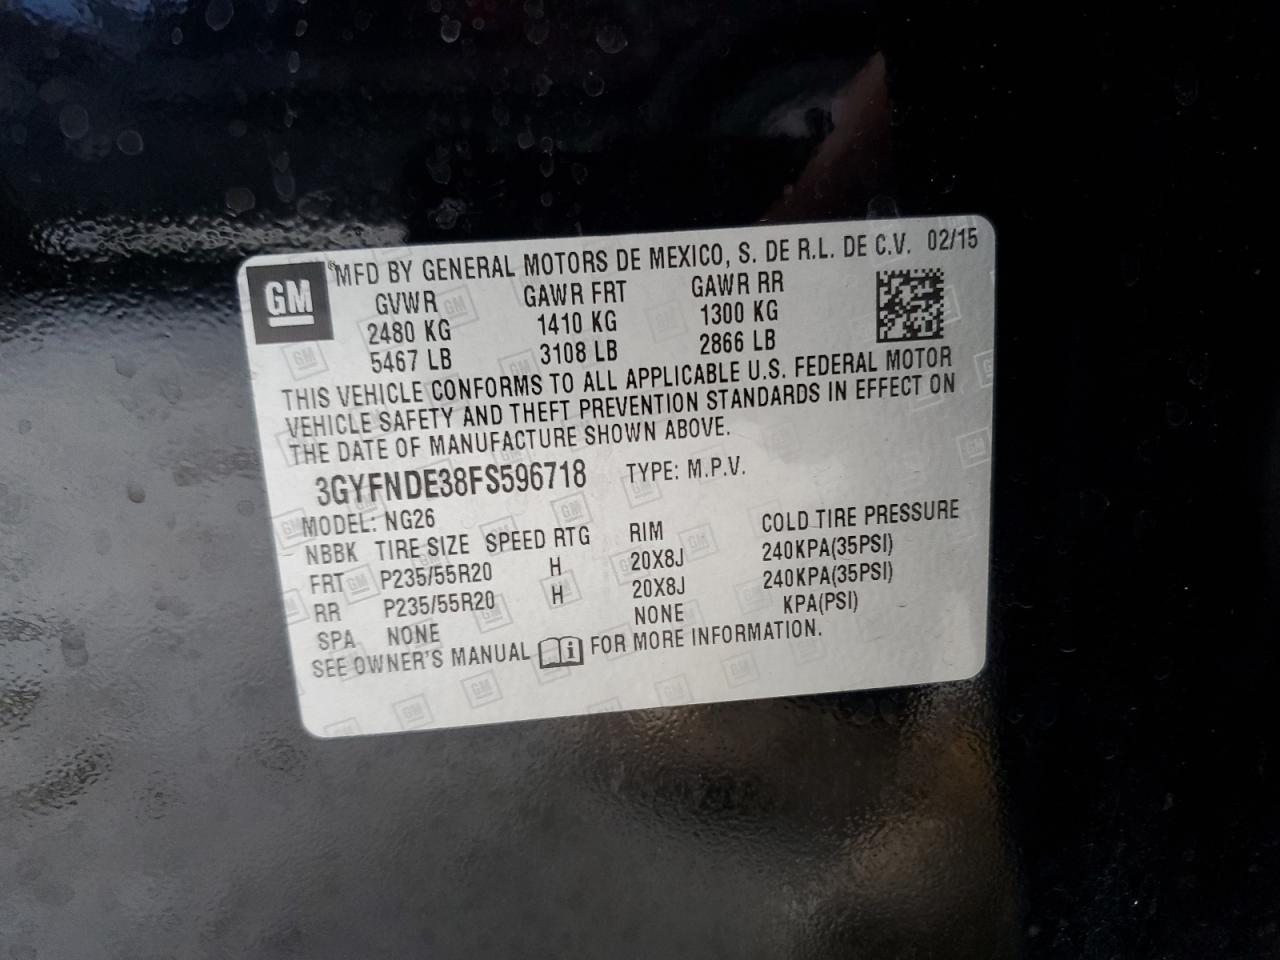 GM
MFD BY GENERAL MOTORS DE MEXICO, S. DE R.L. DE C.V. 02/15
GVWR GAWR FRT GAWR RR
2480 KG 1410 KG 1300 KG
5467 LB 3108 LB 2866 LB
THIS VEHICLE CONFORMS TO ALL APPLICABLE U.S. FEDERAL MOTOR
VEHICLE SAFETY AND THEFT PREVENTION STANDARDS IN EFFECT ON
THE DATE OF MANUFACTURE SHOWN ABOVE.
3GYFNDE38FS596718 TYPE: M.P.V.
MODEL: NG26
NBBK TIRE SIZE SPEED RTG RIM COLD TIRE PRESSURE
FRT P235/55R20 H 20X8J 240KPA(35PSI)
RR P235/55R20 H 20X8J 240KPA(35PSI)
SPA NONE NONE KPA(PSI)
SEE OWNER'S MANUAL FOR MORE INFORMATION.